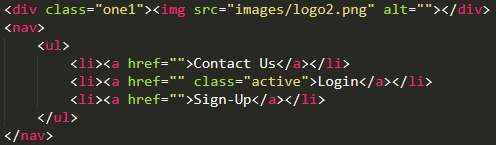 <div class="one1"><img src="images/logo2.png" alt=""></div>
<nav>
<ul>
<li><a href="">Contact Us</a></li>
<li><a href="" class="active">Login</a></li>
<li><a href="">Sign-Up</a></li>
</ul>
</nav>